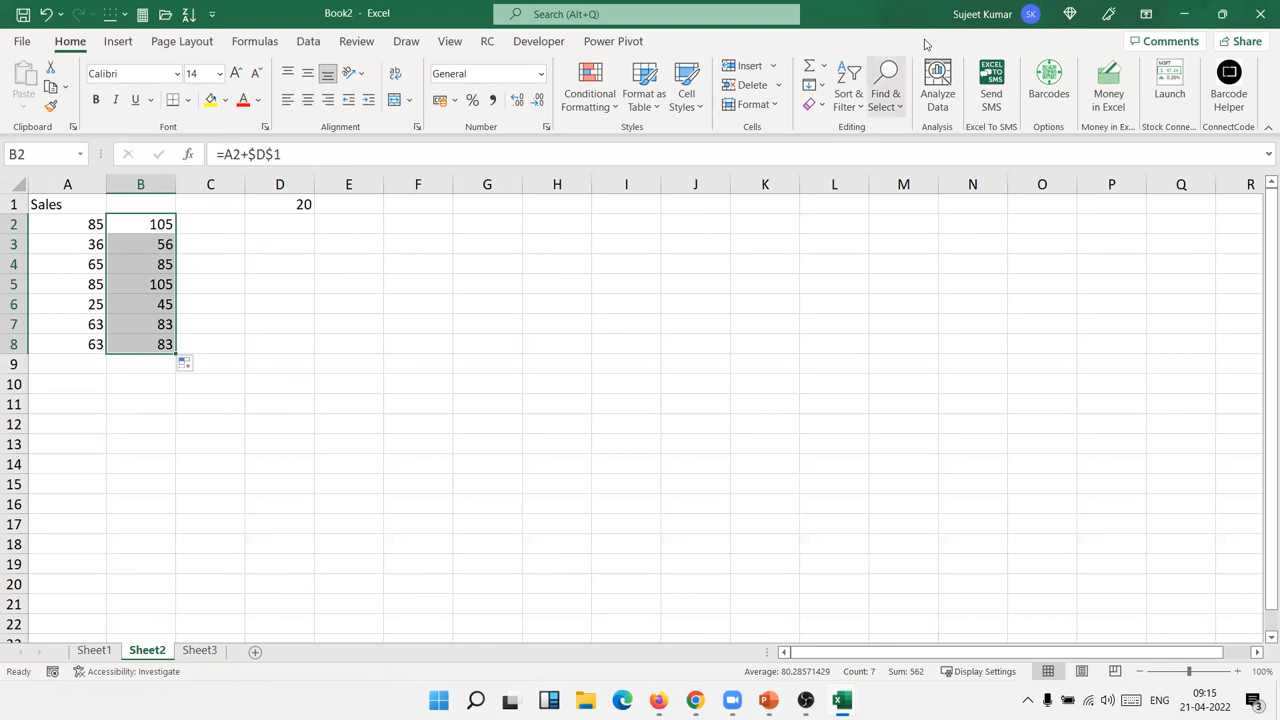 Book2 - Excel
Search (Alt+Q)
Sujeet Kumar SK
File Home Insert Page Layout Formulas Data Review View Draw RC Developer Power Pivot Comments Share
Paste
Calibri 14
B I U A
General
Conditional Formatting
Format as Table
Cell Styles
Insert
Delete
Format
Sort & Filter
Find & Select
Analyze Data
Send SMS
Barcodes
Money in Excel
Launch
Barcode Helper
Clipboard Font Alignment Number Styles Cells Editing Analysis Excel To SMS Options Money in Ex... Stock Conne... ConnectCode
B2 fx =A2+$D$1
A B C D E F G H I J K L M N O P Q R
1 Sales 20
2 85 105
3 36 56
4 65 85
5 85 105
6 25 45
7 63 83
8 63 83
9
10
11
12
13
14
15
16
17
18
19
20
21
22
Sheet1 Sheet2 Sheet3
Ready Accessibility: Investigate Average: 80.28571429 Count: 7 Sum: 562 Display Settings 100%
ENG 09:15
21-04-2022 3